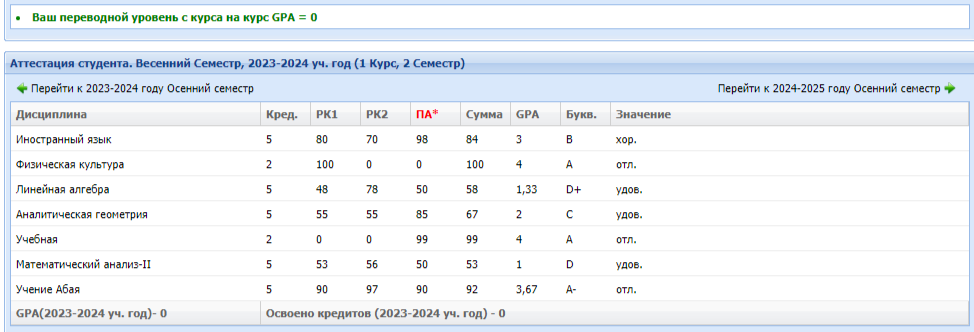 Ваш переводной уровень с курса на курс GPA = 0
Аттестация студента. Весенний Семестр, 2023-2024 уч. год (1 Курс, 2 Семестр)
Перейти к 2023-2024 году Осенний семестр Перейти к 2024-2025 году Осенний семестр
Дисциплина Кред. РК1 РК2 ПА* Сумма GPA Букв. Значение
Иностранный язык 5 80 70 98 84 3 B хор.
Физическая культура 2 100 0 0 100 4 A отл.
Линейная алгебра 5 48 78 50 58 1,33 D+ удов.
Аналитическая геометрия 5 55 55 85 67 2 C удов.
Учебная 2 0 0 99 99 4 A отл.
Математический анализ-II 5 53 56 50 53 1 D удов.
Учение Абая 5 90 97 90 92 3,67 A- отл.
GPA(2023-2024 уч. год)- 0 Освоено кредитов (2023-2024 уч. год) - 0